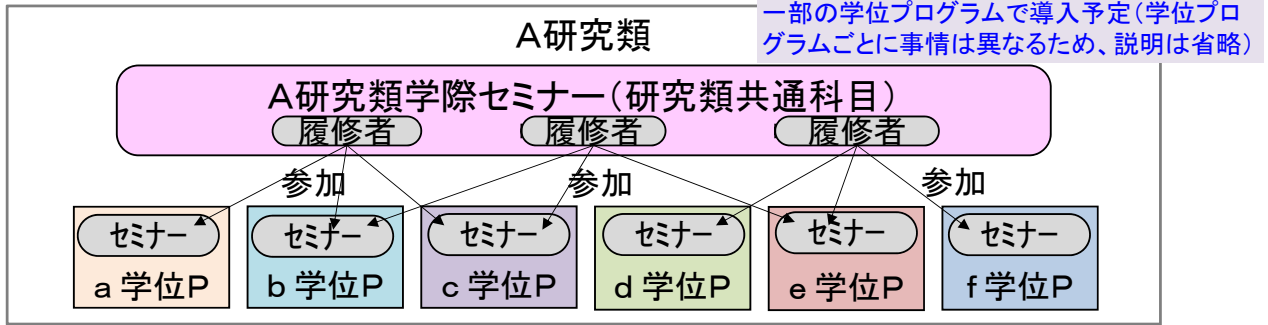 一部の学位プログラムで導入予定(学位プロ
グラムごとに事情は異なるため、説明は省略)
A研究類
A研究類学際セミナー(研究類共通科目)
履修者 履修者 履修者
参加 参加 参加
セミナー セミナー セミナー セミナー セミナー セミナー
a 学位P b 学位P c 学位P d 学位P e 学位P f 学位P